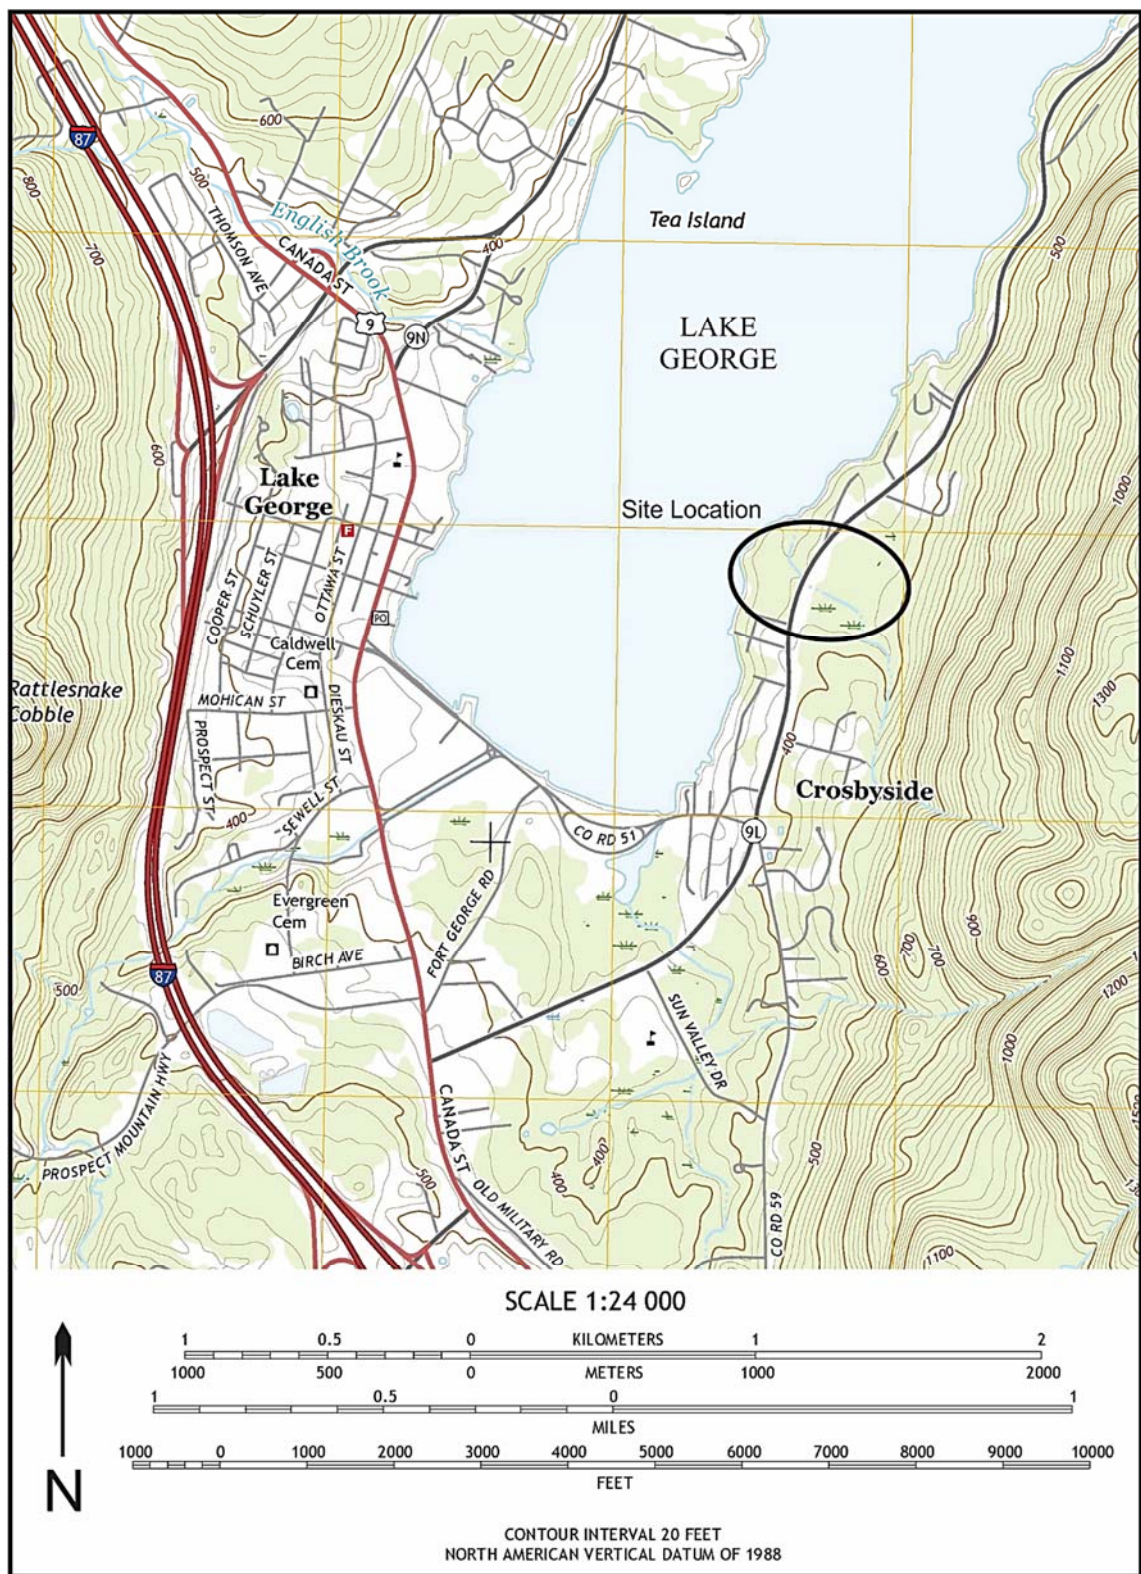 87
600
800
500
700
THOMSON AVE
English Brook
CANADA ST
400
9
9N
Tea Island
500
LAKE
GEORGE
600
Lake
George
F
1000
Site Location
COOPER ST
SCHUYLER ST
OTTAWA ST
PO
Caldwell
Cem
1100
1300
Rattlesnake
Cobble
MOHICAN ST
DIESKAU ST
PROSPECT ST
400
SEWELL ST
400
Crosbyside
CO RD 51
9L
Evergreen
Cem
FORT GEORGE RD
BIRCH AVE
900
700
700
600
87
500
1200
SUN VALLEY DR
1000
PROSPECT MOUNTAIN HWY
CANADA ST
500
OLD MILITARY RD
400
400
500
CO RD 59
1100
SCALE 1:24 000
1 0.5 0 KILOMETERS 1 2
1000 500 0 METERS 1000 2000
1 0.5 0 1
MILES
1000 0 1000 2000 3000 4000 5000 6000 7000 8000 9000 10000
FEET
N
CONTOUR INTERVAL 20 FEET
NORTH AMERICAN VERTICAL DATUM OF 1988